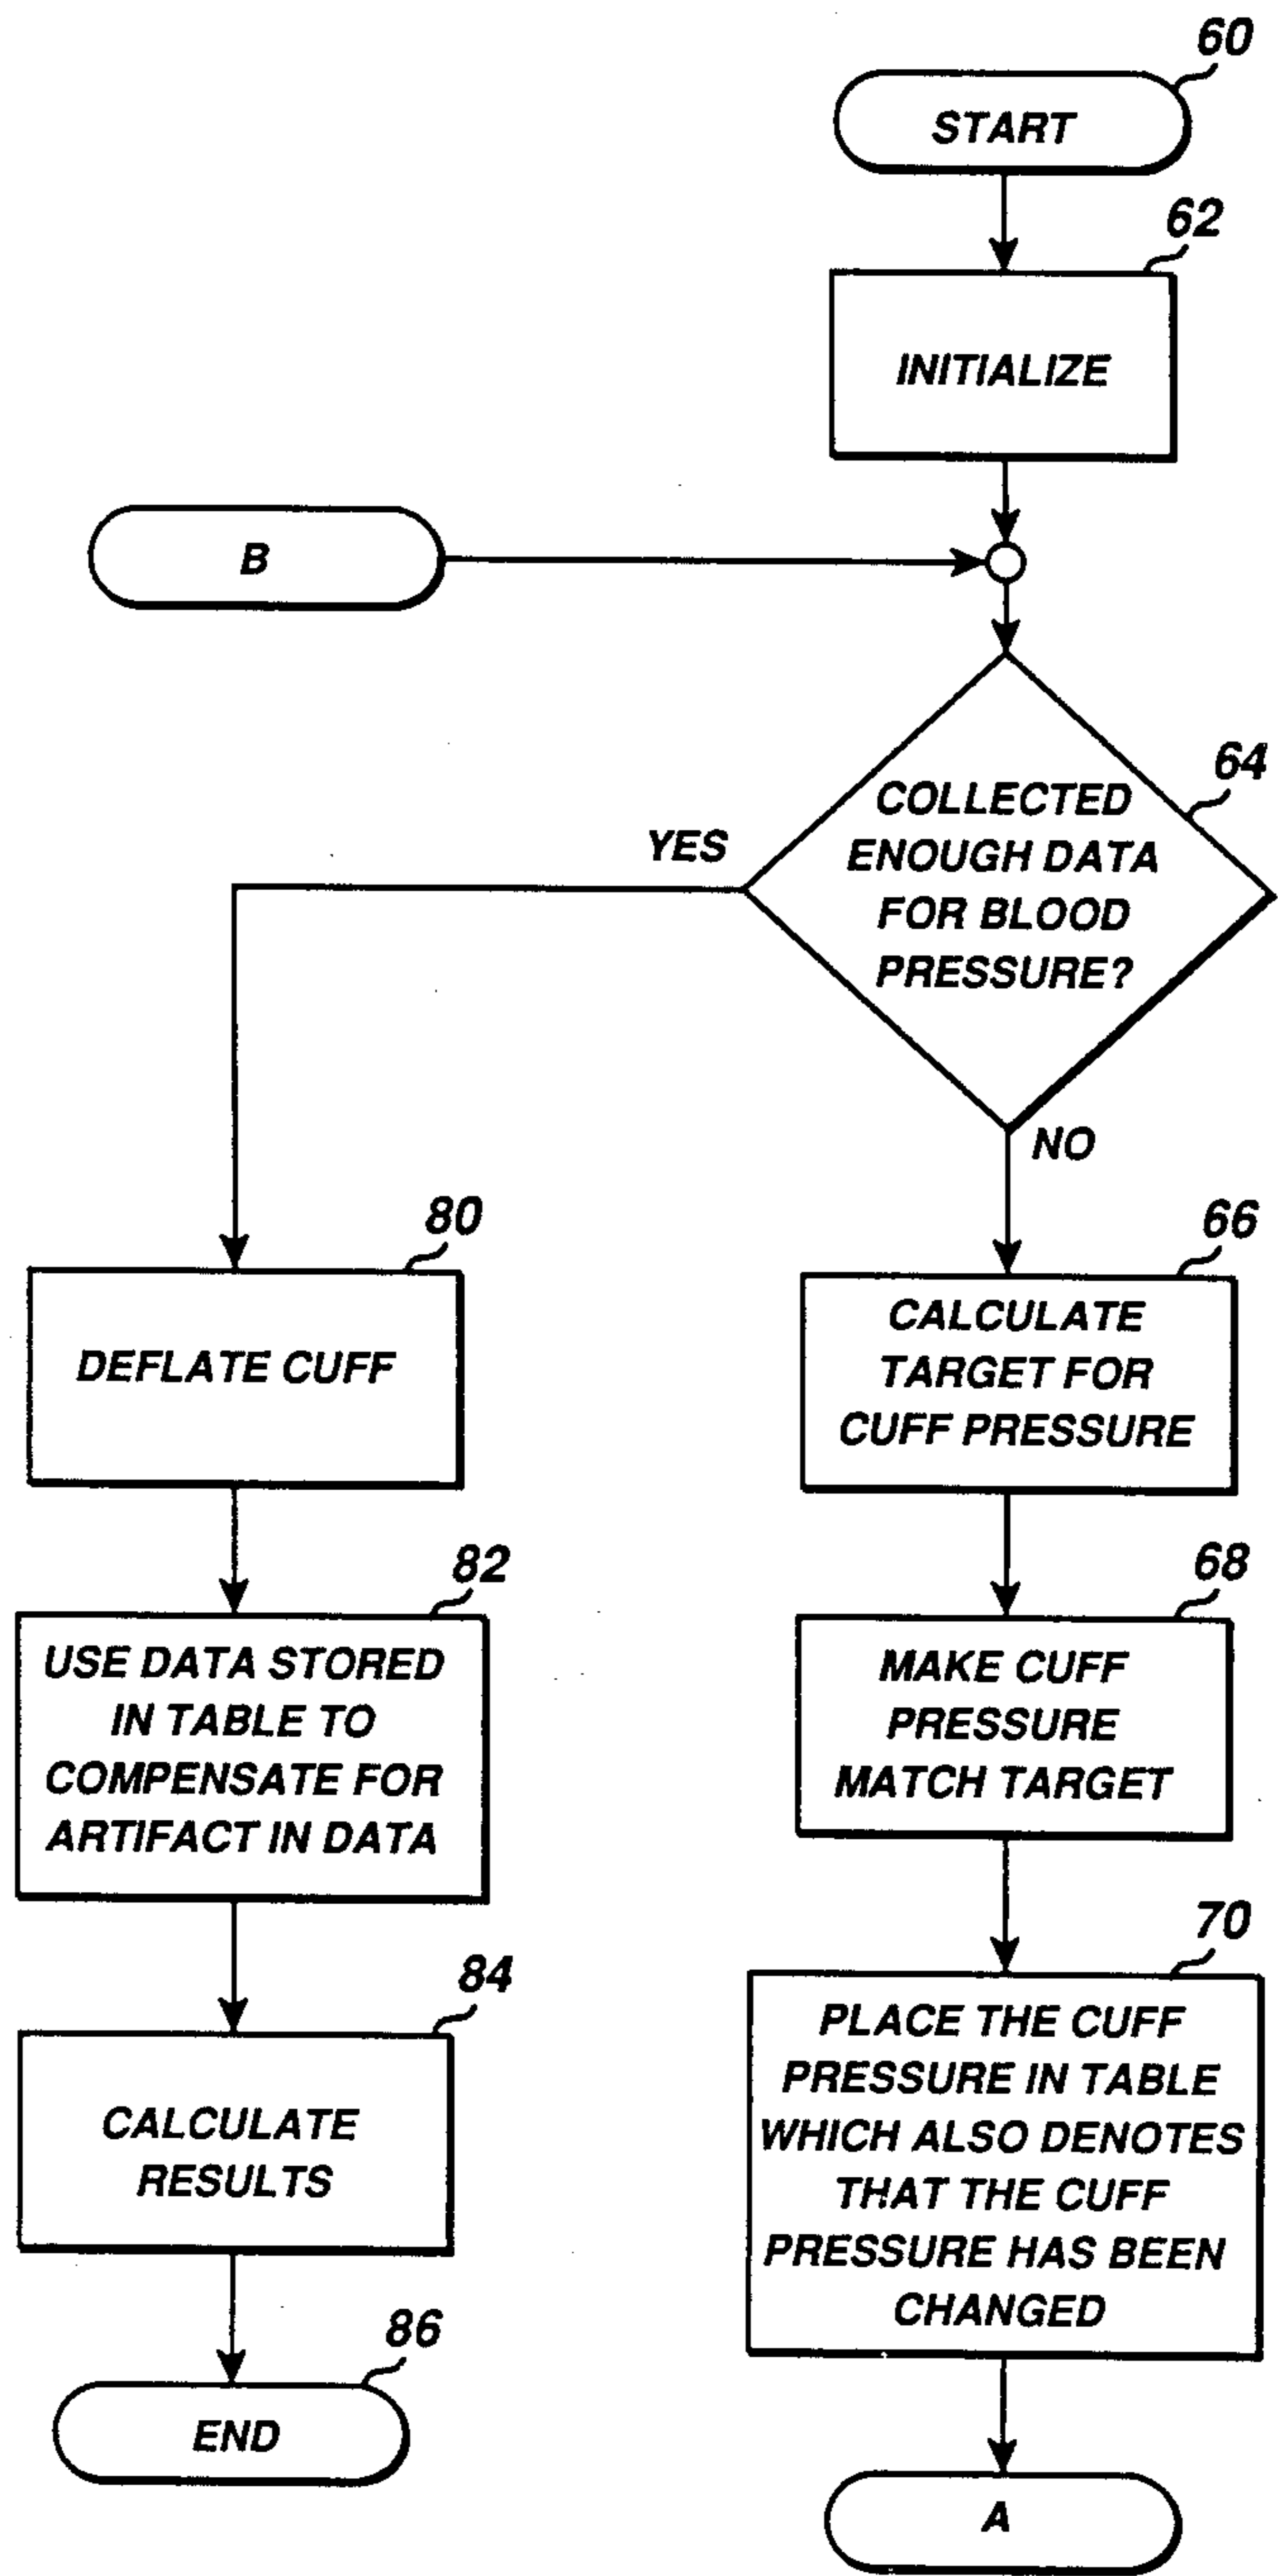 60
START
62
INITIALIZE
B
64
COLLECTED
ENOUGH DATA
FOR BLOOD
PRESSURE?
YES
NO
80
DEFLATE CUFF
66
CALCULATE
TARGET FOR
CUFF PRESSURE
82
USE DATA STORED
IN TABLE TO
COMPENSATE FOR
ARTIFACT IN DATA
68
MAKE CUFF
PRESSURE
MATCH TARGET
84
CALCULATE
RESULTS
70
PLACE THE CUFF
PRESSURE IN TABLE
WHICH ALSO DENOTES
THAT THE CUFF
PRESSURE HAS BEEN
CHANGED
86
END
A